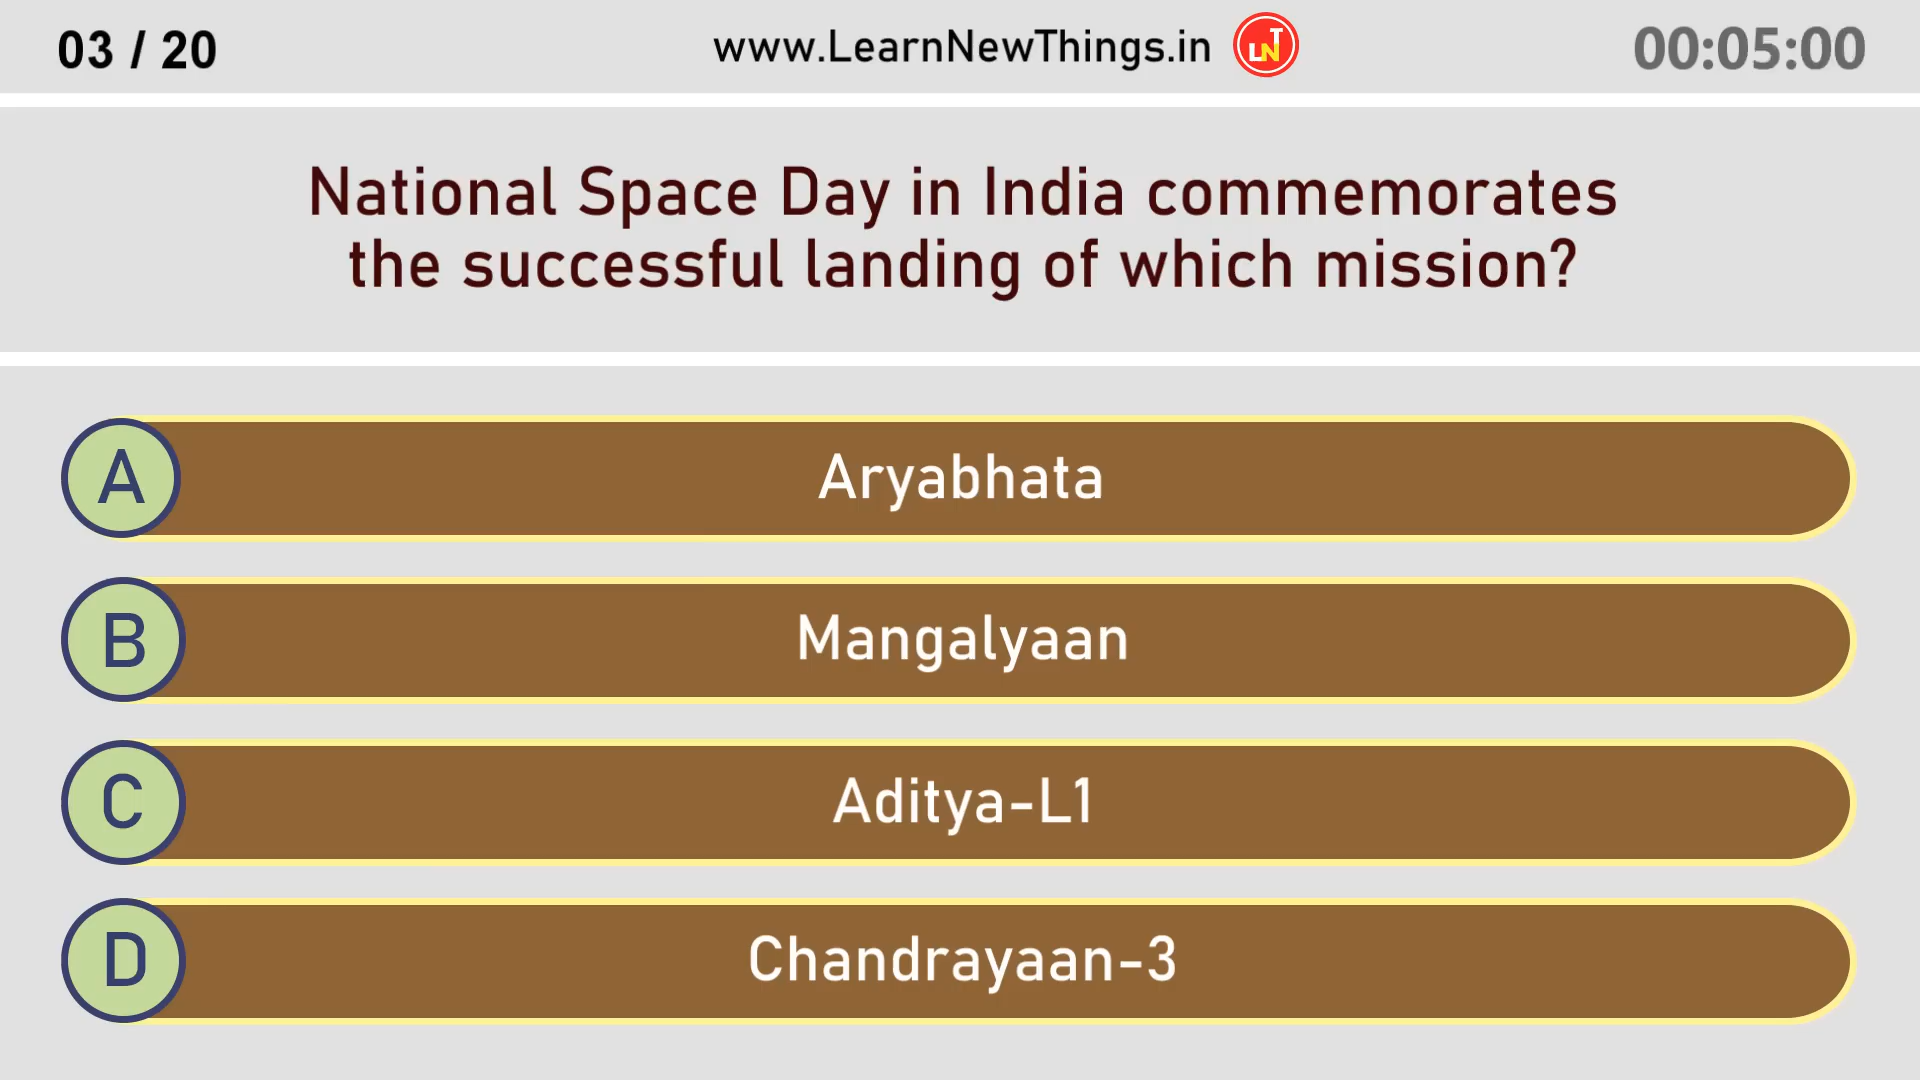 03 / 20
www.LearnNewThings.in
LNT
00:05:00
National Space Day in India commemorates
the successful landing of which mission?
A
Aryabhata
B
Mangalyaan
C
Aditya-L1
D
Chandrayaan-3